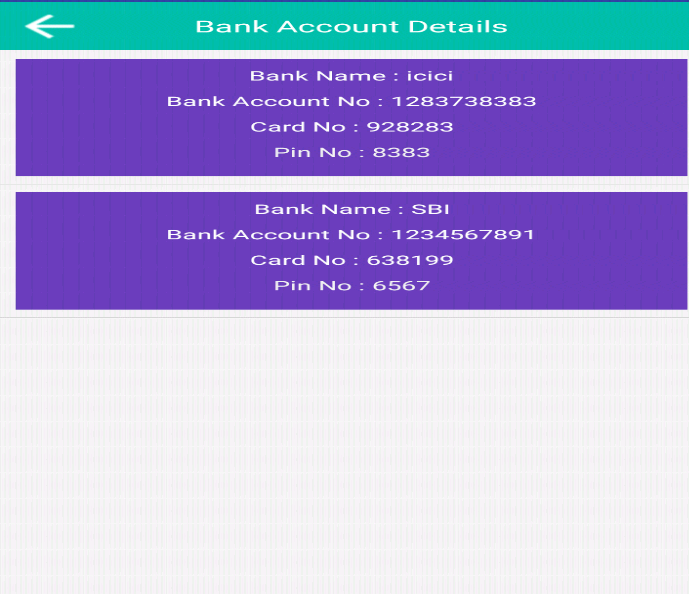 Bank Account Details
Bank Name : icici
Bank Account No : 1283738383
Card No : 928283
Pin No : 8383
Bank Name : SBI
Bank Account No : 1234567891
Card No : 638199
Pin No : 6567